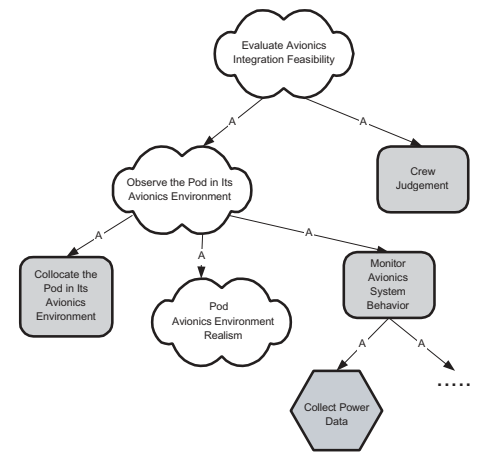 Evaluate Avionics
Integration Feasibility
A
A
Observe the Pod in Its
Avionics Environment
Crew
Judgement
A
A
A
Collocate the
Pod in Its
Avionics
Environment
Pod
Avionics Environment
Realism
Monitor
Avionics
System
Behavior
A
A
Collect Power
Data
.....